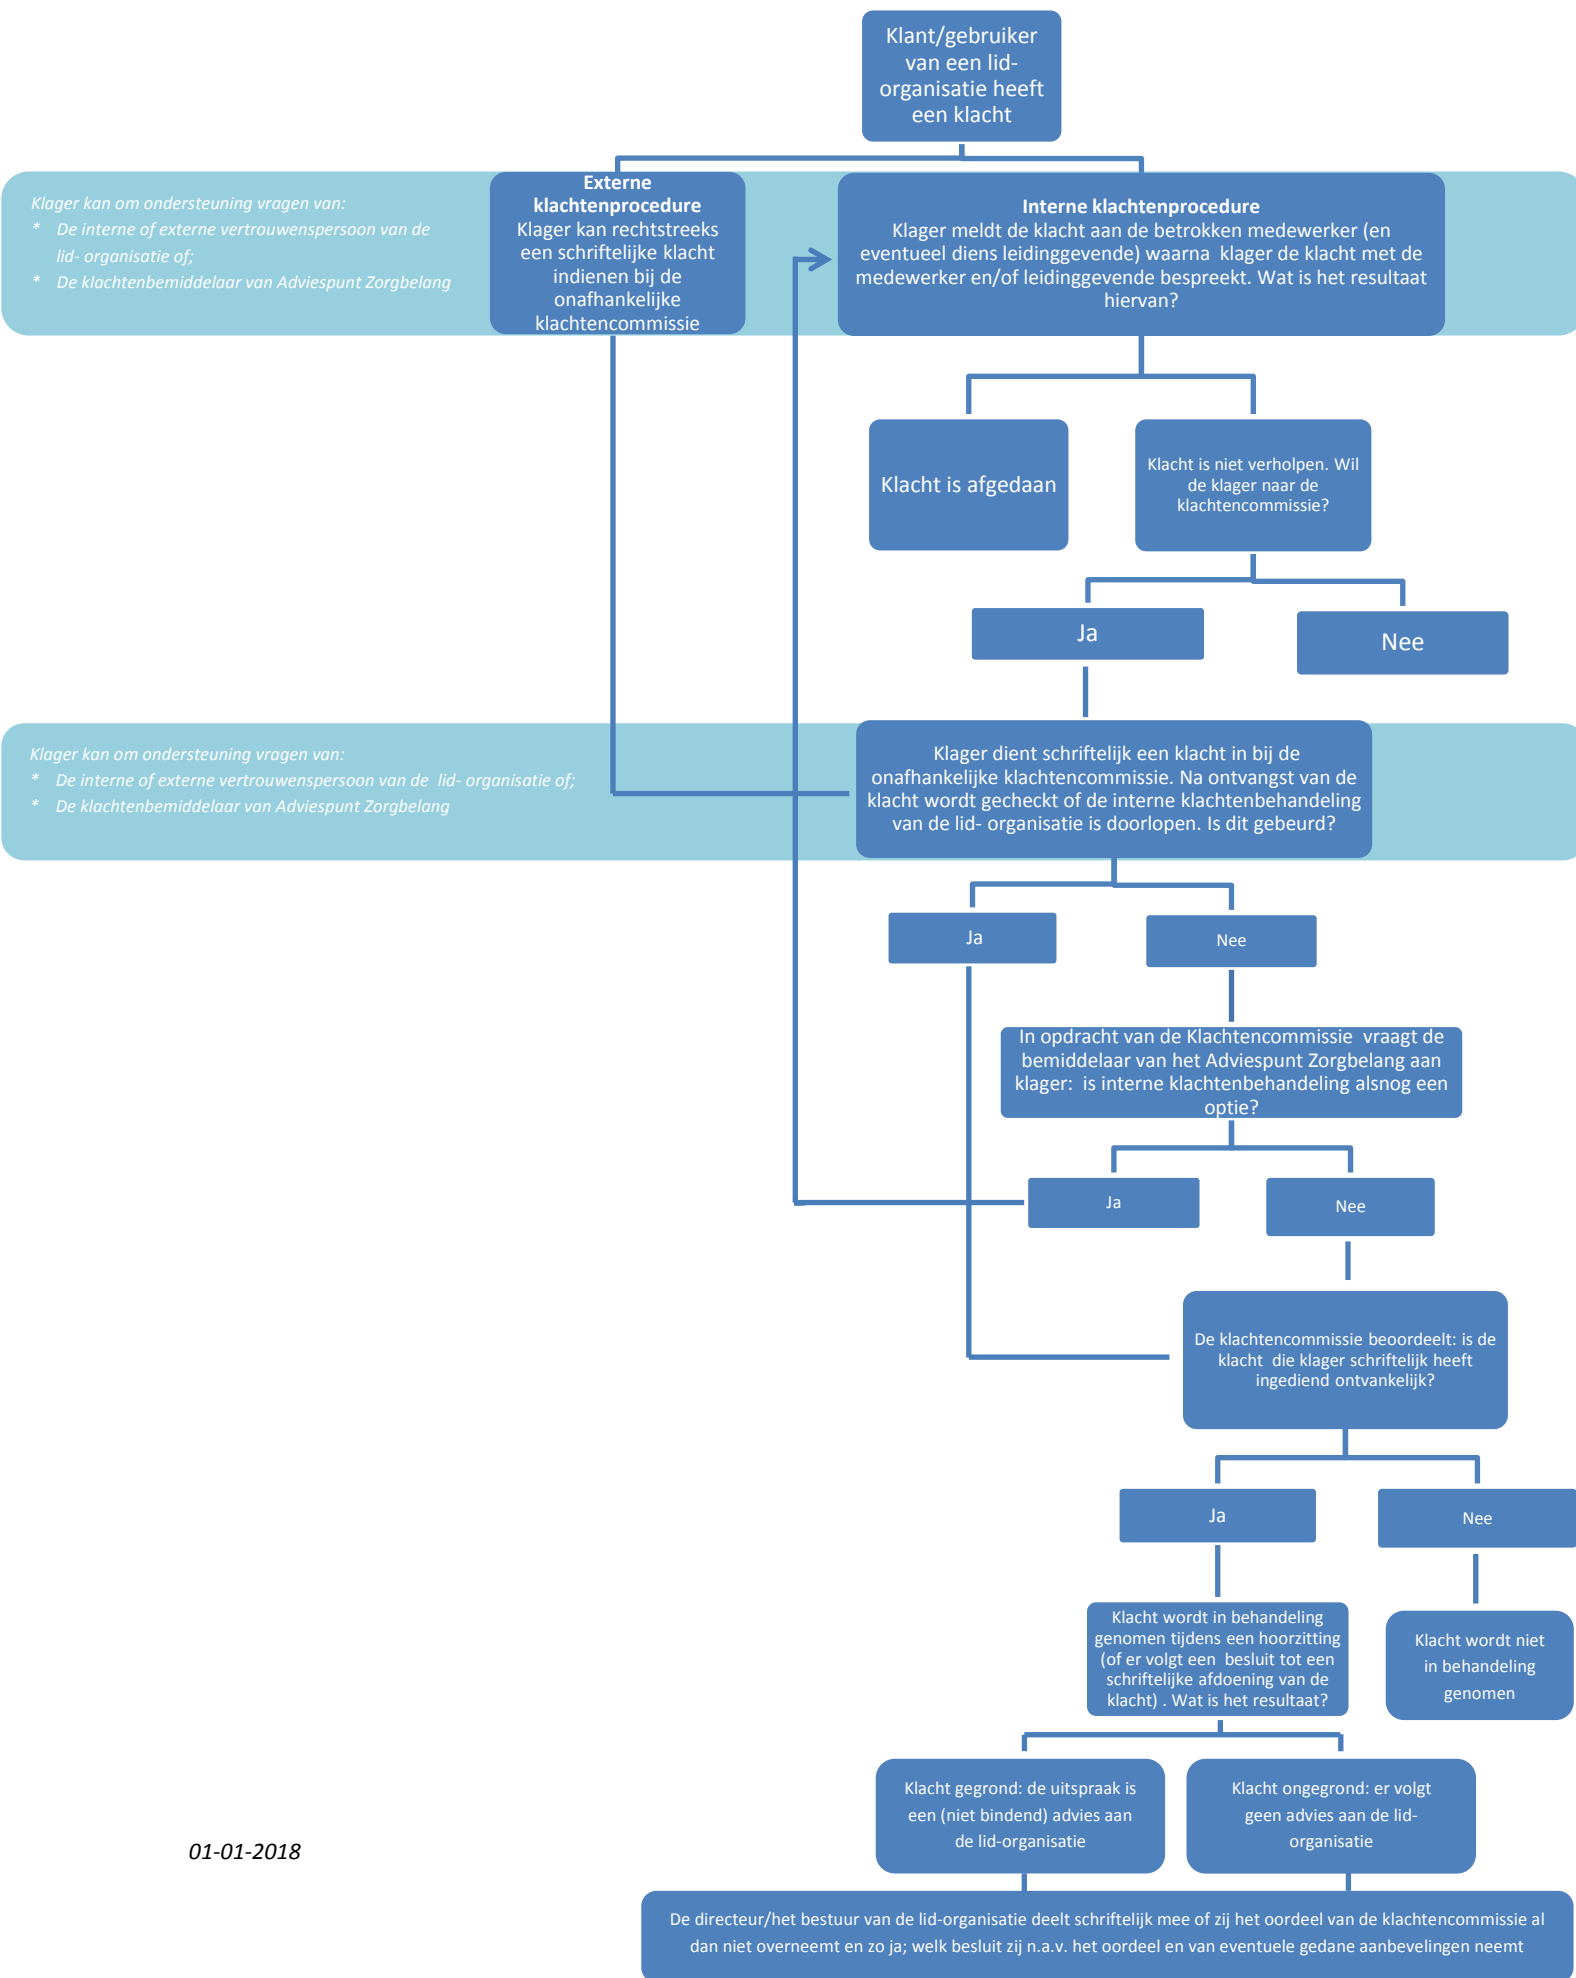 Klant/gebruiker
van een lid-
organisatie heeft
een klacht
Klager kan om ondersteuning vragen van:
* De interne of externe vertrouwenspersoon van de
lid- organisatie of;
* De klachtenbemiddelaar van Adviespunt Zorgbelang
Externe
klachtenprocedure
Klager kan rechtstreeks
een schriftelijke klacht
indienen bij de
onafhankelijke
klachtencommissie
Interne klachtenprocedure
Klager meldt de klacht aan de betrokken medewerker (en
eventueel diens leidinggevende) waarna klager de klacht met de
medewerker en/of leidinggevende bespreekt. Wat is het resultaat
hiervan?
Klacht is afgedaan
Klacht is niet verholpen. Wil
de klager naar de
klachtencommissie?
Ja
Nee
Klager kan om ondersteuning vragen van:
* De interne of externe vertrouwenspersoon van de lid- organisatie of;
* De klachtenbemiddelaar van Adviespunt Zorgbelang
Klager dient schriftelijk een klacht in bij de
onafhankelijke klachtencommissie. Na ontvangst van de
klacht wordt gecheckt of de interne klachtenbehandeling
van de lid- organisatie is doorlopen. Is dit gebeurd?
Ja
Nee
In opdracht van de Klachtencommissie vraagt de
bemiddelaar van het Adviespunt Zorgbelang aan
klager: is interne klachtenbehandeling alsnog een
optie?
Ja
Nee
De klachtencommissie beoordeelt: is de
klacht die klager schriftelijk heeft
ingediend ontvankelijk?
Ja
Nee
Klacht wordt in behandeling
genomen tijdens een hoorzitting
(of er volgt een besluit tot een
schriftelijke afdoening van de
klacht) . Wat is het resultaat?
Klacht wordt niet
in behandeling
genomen
Klacht gegrond: de uitspraak is
een (niet bindend) advies aan
de lid-organisatie
Klacht ongegrond: er volgt
geen advies aan de lid-
organisatie
01-01-2018
De directeur/het bestuur van de lid-organisatie deelt schriftelijk mee of zij het oordeel van de klachtencommissie al
dan niet overneemt en zo ja; welk besluit zij n.a.v. het oordeel en van eventuele gedane aanbevelingen neemt